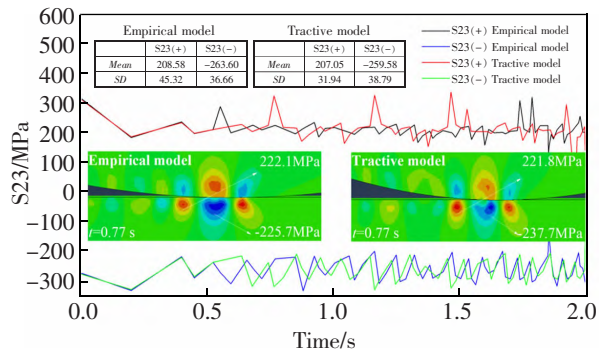 Empirical model
S23(+) S23(−)
Mean 208.58 −263.60
SD 45.32 36.66
Tractive model
S23(+) S23(−)
Mean 207.05 −259.58
SD 31.94 38.79
S23(+) Empirical model
S23(−) Empirical model
S23(+) Tractive model
S23(−) Tractive model
S23/MPa
600
500
400
300
200
100
0
−100
−200
−300
Empirical model
222.1MPa
t=0.77 s
-225.7MPa
Tractive model
221.8MPa
t=0.77 s
-237.7MPa
0.0 0.5 1.0 1.5 2.0
Time/s